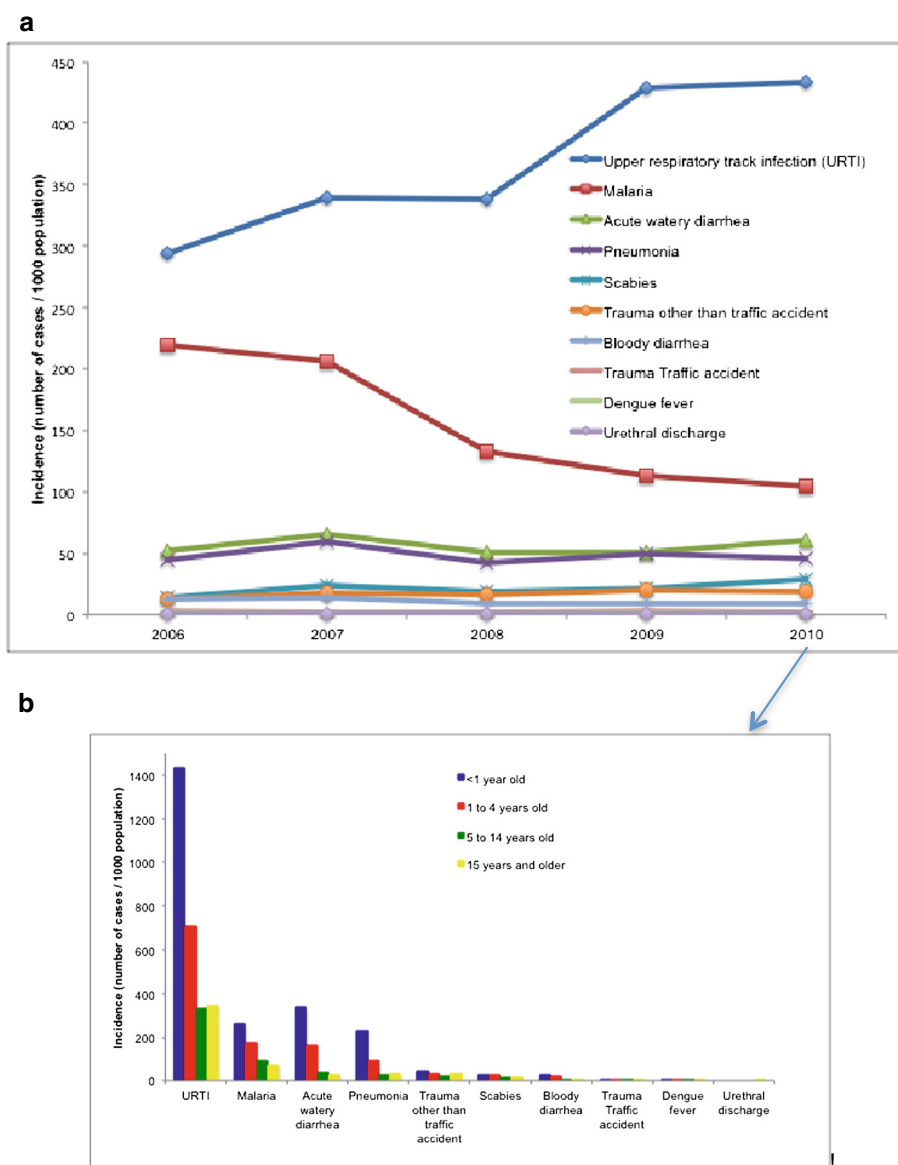 a
450
400
350
300
250
200
150
100
50
0
Incidence (number of cases / 1000 population)
2006 2007 2008 2009 2010
Upper respiratory track infection (URTI)
Malaria
Acute watery diarrhea
Pneumonia
Scabies
Trauma other than traffic accident
Bloody diarrhea
Trauma Traffic accident
Dengue fever
Urethral discharge
b
1400
1200
1000
800
600
400
200
0
Incidence (number of cases / 1000 population)
<1 year old
1 to 4 years old
5 to 14 years old
15 years and older
URTI
Malaria
Acute
watery
diarrhea
Pneumonia
Trauma
other than
traffic
accident
Scabies
Bloody
diarrhea
Trauma
Traffic
accident
Dengue
fever
Urethral
discharge
!